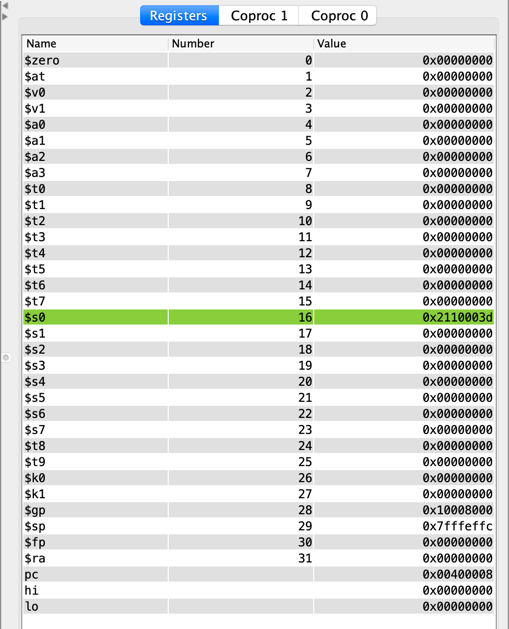 Registers Coproc 1 Coproc 0
Name Number Value
$zero 0 0x00000000
$at 1 0x00000000
$v0 2 0x00000000
$v1 3 0x00000000
$a0 4 0x00000000
$a1 5 0x00000000
$a2 6 0x00000000
$a3 7 0x00000000
$t0 8 0x00000000
$t1 9 0x00000000
$t2 10 0x00000000
$t3 11 0x00000000
$t4 12 0x00000000
$t5 13 0x00000000
$t6 14 0x00000000
$t7 15 0x00000000
$s0 16 0x2110003d
$s1 17 0x00000000
$s2 18 0x00000000
$s3 19 0x00000000
$s4 20 0x00000000
$s5 21 0x00000000
$s6 22 0x00000000
$s7 23 0x00000000
$t8 24 0x00000000
$t9 25 0x00000000
$k0 26 0x00000000
$k1 27 0x00000000
$gp 28 0x10008000
$sp 29 0x7fffeffc
$fp 30 0x00000000
$ra 31 0x00000000
pc 0x00400008
hi 0x00000000
lo 0x00000000